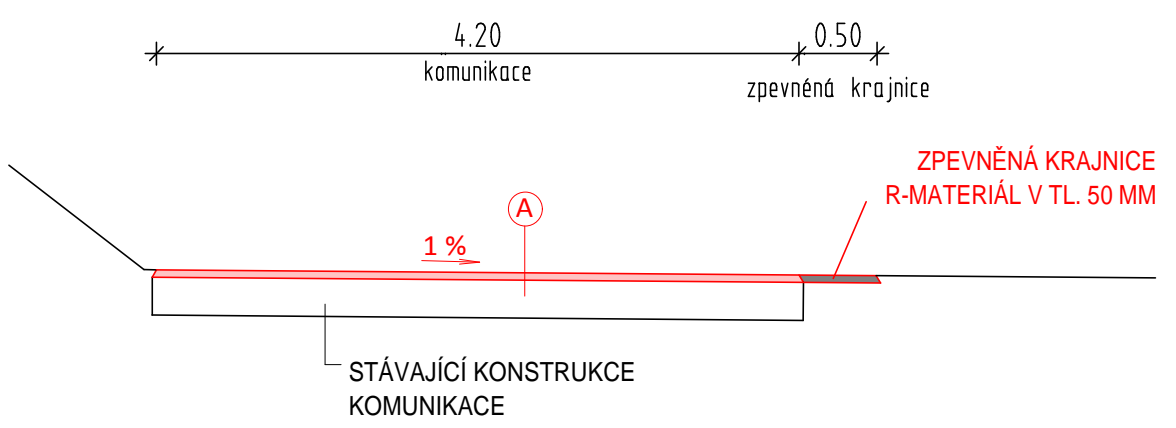 4.20
0.50
komunikace
zpevněná krajnice
ZPEVNĚNÁ KRAJNICE
R-MATERIÁL V TL. 50 MM
A
1 %
STÁVAJÍCÍ KONSTRUKCE
KOMUNIKACE